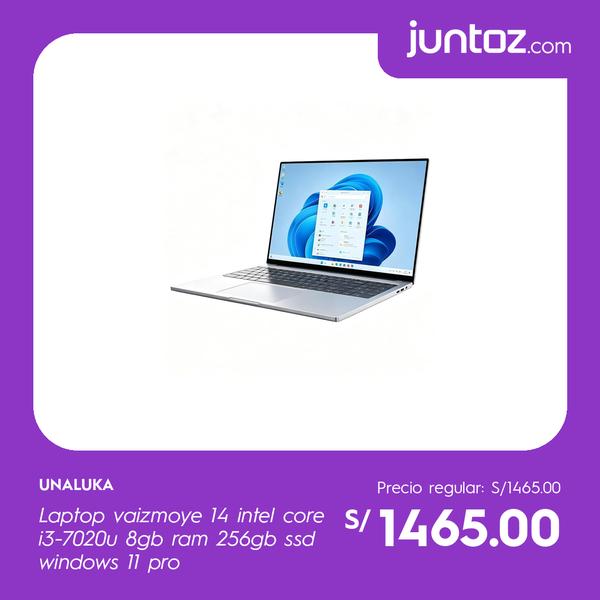 juntoz.com
UNALUKA
Laptop vaizmoye 14 intel core
i3-7020u 8gb ram 256gb ssd
windows 11 pro
Precio regular: S/1465.00
S/ 1465.00